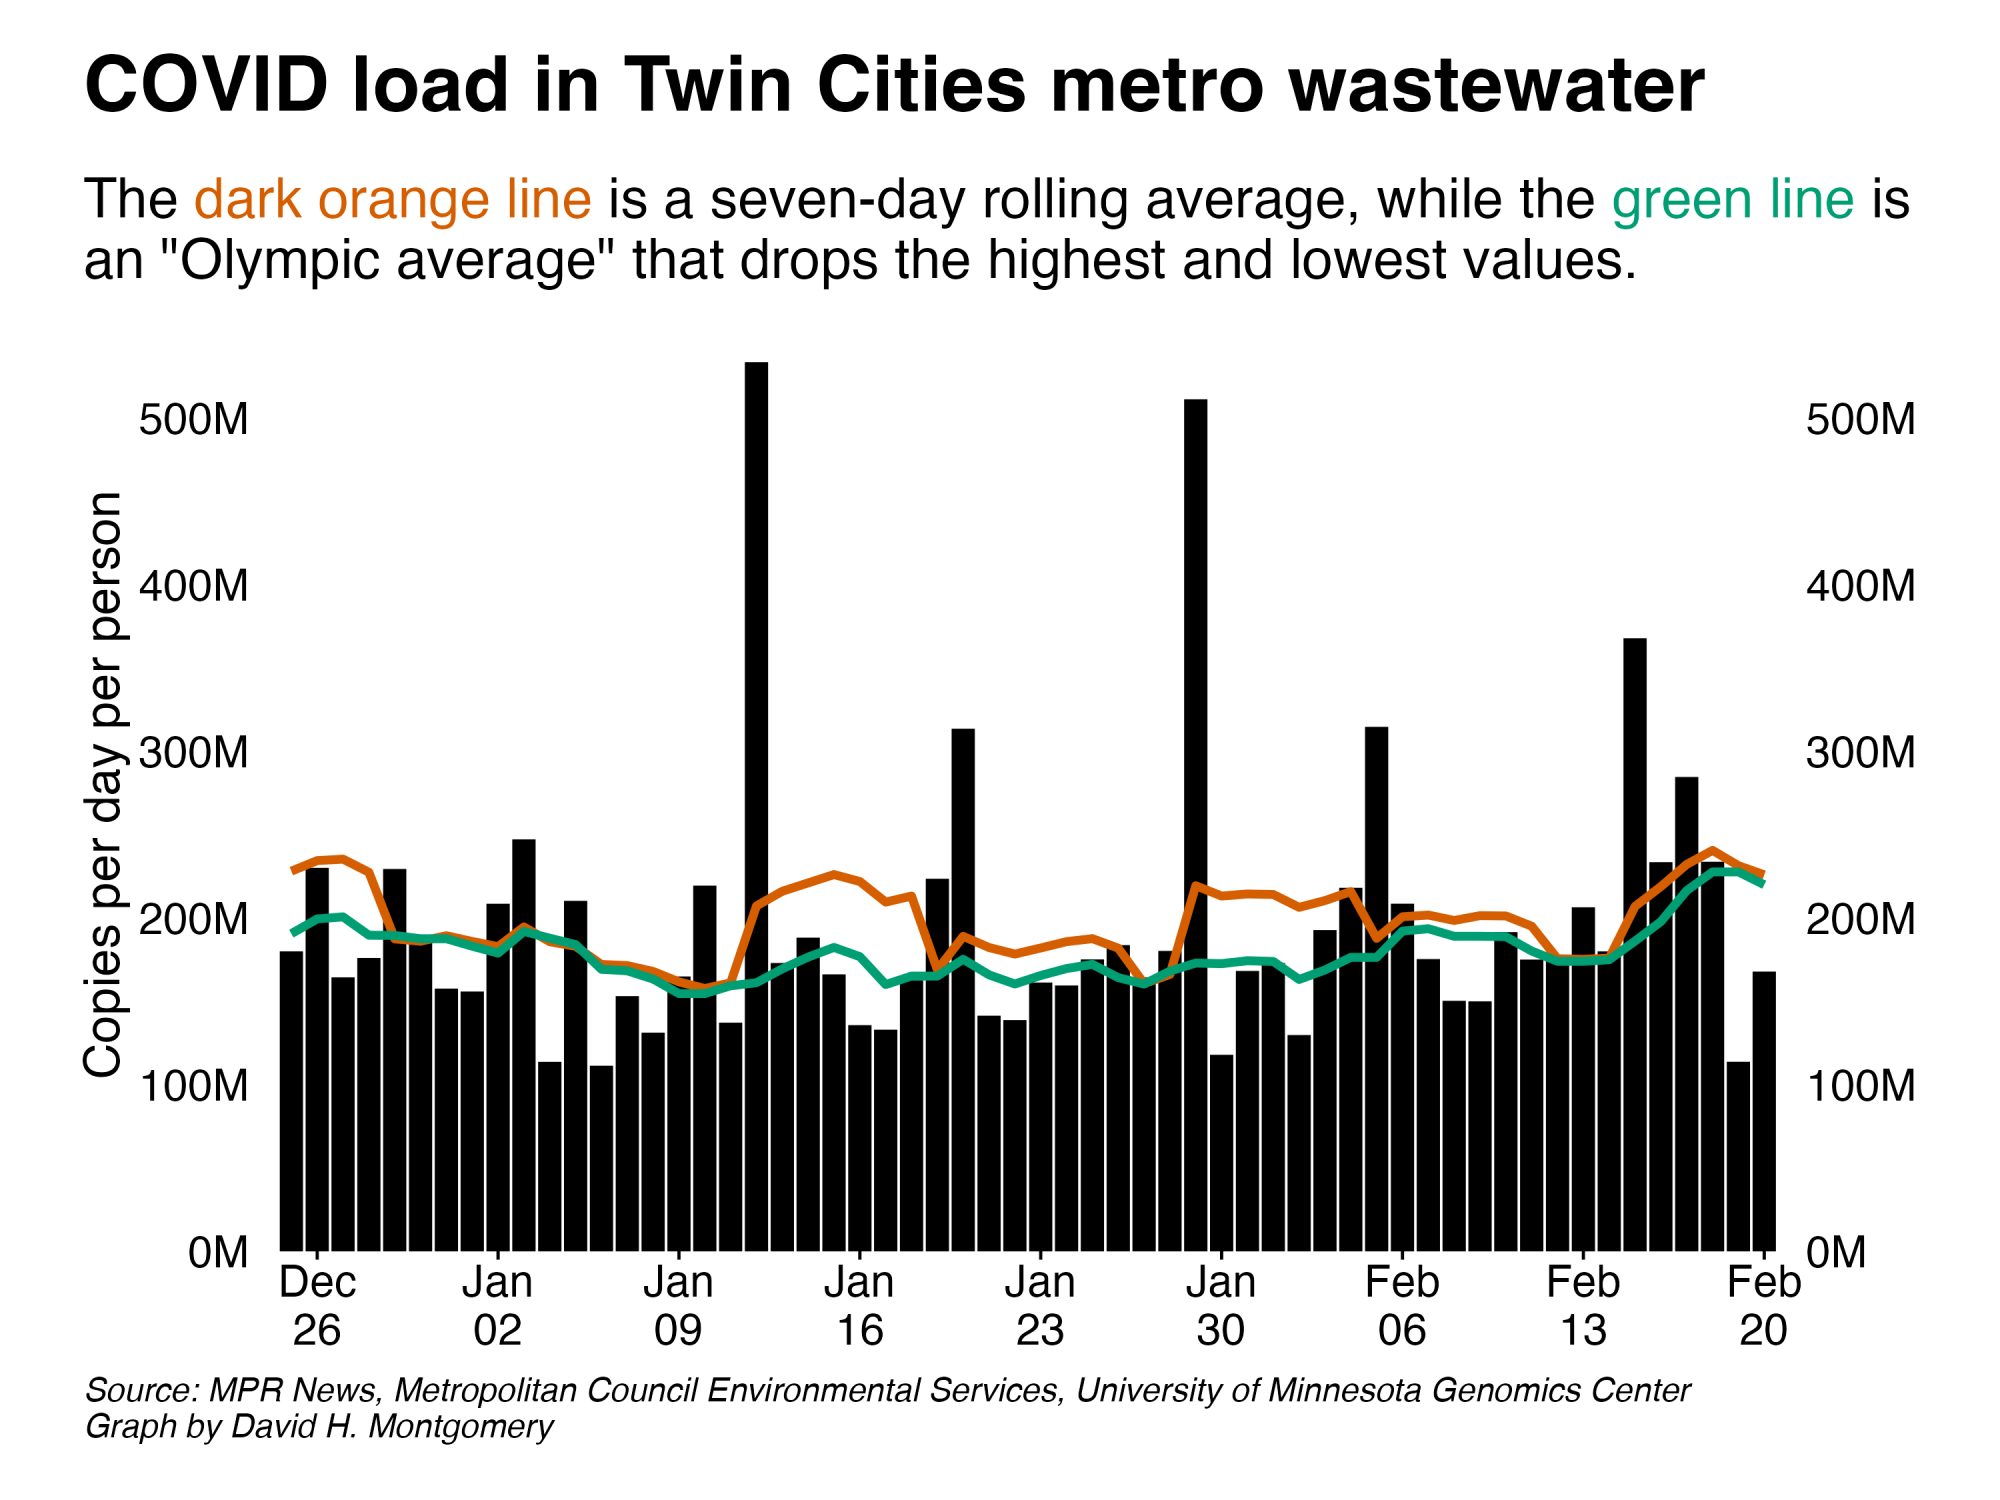 COVID load in Twin Cities metro wastewater
The dark orange line is a seven-day rolling average, while the green line is
an "Olympic average" that drops the highest and lowest values.
Copies per day per person
500M
400M
300M
200M
100M
0M
500M
400M
300M
200M
100M
0M
Dec
26
Jan
02
Jan
09
Jan
16
Jan
23
Jan
30
Feb
06
Feb
13
Feb
20
Source: MPR News, Metropolitan Council Environmental Services, University of Minnesota Genomics Center
Graph by David H. Montgomery